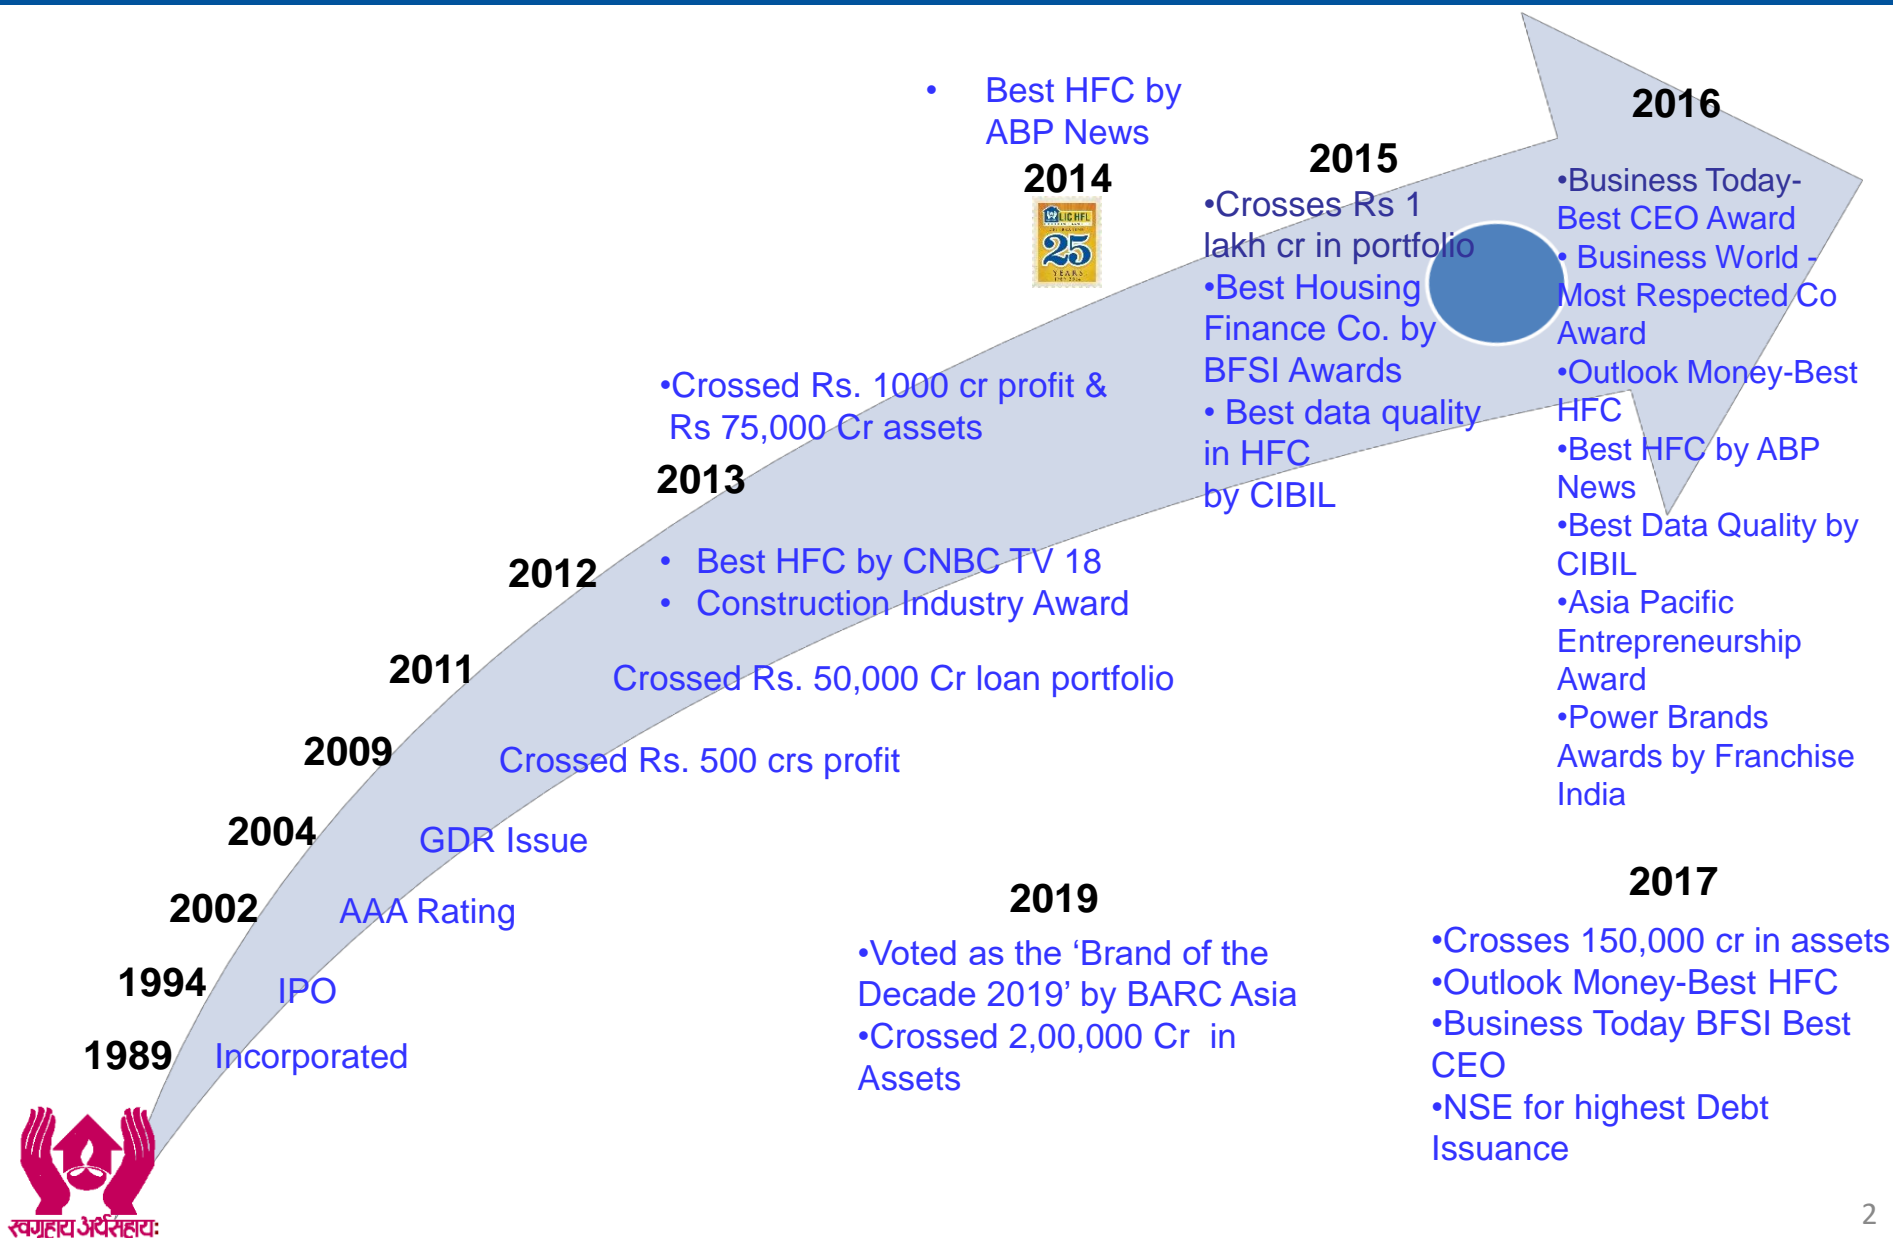 • Best HFC by
ABP News
2014
LIC HFL
25
YEARS
2015
•Crosses Rs 1
lakh cr in portfolio
•Best Housing
Finance Co. by
BFSI Awards
• Best data quality
in HFC
by CIBIL
2016
•Business Today-
Best CEO Award
• Business World -
Most Respected Co
Award
•Outlook Money-Best
HFC
•Best HFC by ABP
News
•Best Data Quality by
CIBIL
•Asia Pacific
Entrepreneurship
Award
•Power Brands
Awards by Franchise
India
•Crossed Rs. 1000 cr profit &
Rs 75,000 Cr assets
2013
2012
• Best HFC by CNBC TV 18
• Construction Industry Award
2011
Crossed Rs. 50,000 Cr loan portfolio
2009
Crossed Rs. 500 crs profit
2004
GDR Issue
2002
AAA Rating
1994
IPO
1989
Incorporated
2019
•Voted as the ‘Brand of the
Decade 2019’ by BARC Asia
•Crossed 2,00,000 Cr  in
Assets
2017
•Crosses 150,000 cr in assets
•Outlook Money-Best HFC
•Business Today BFSI Best
CEO
•NSE for highest Debt
Issuance
स्वगृहाय अर्थसहाय:
2